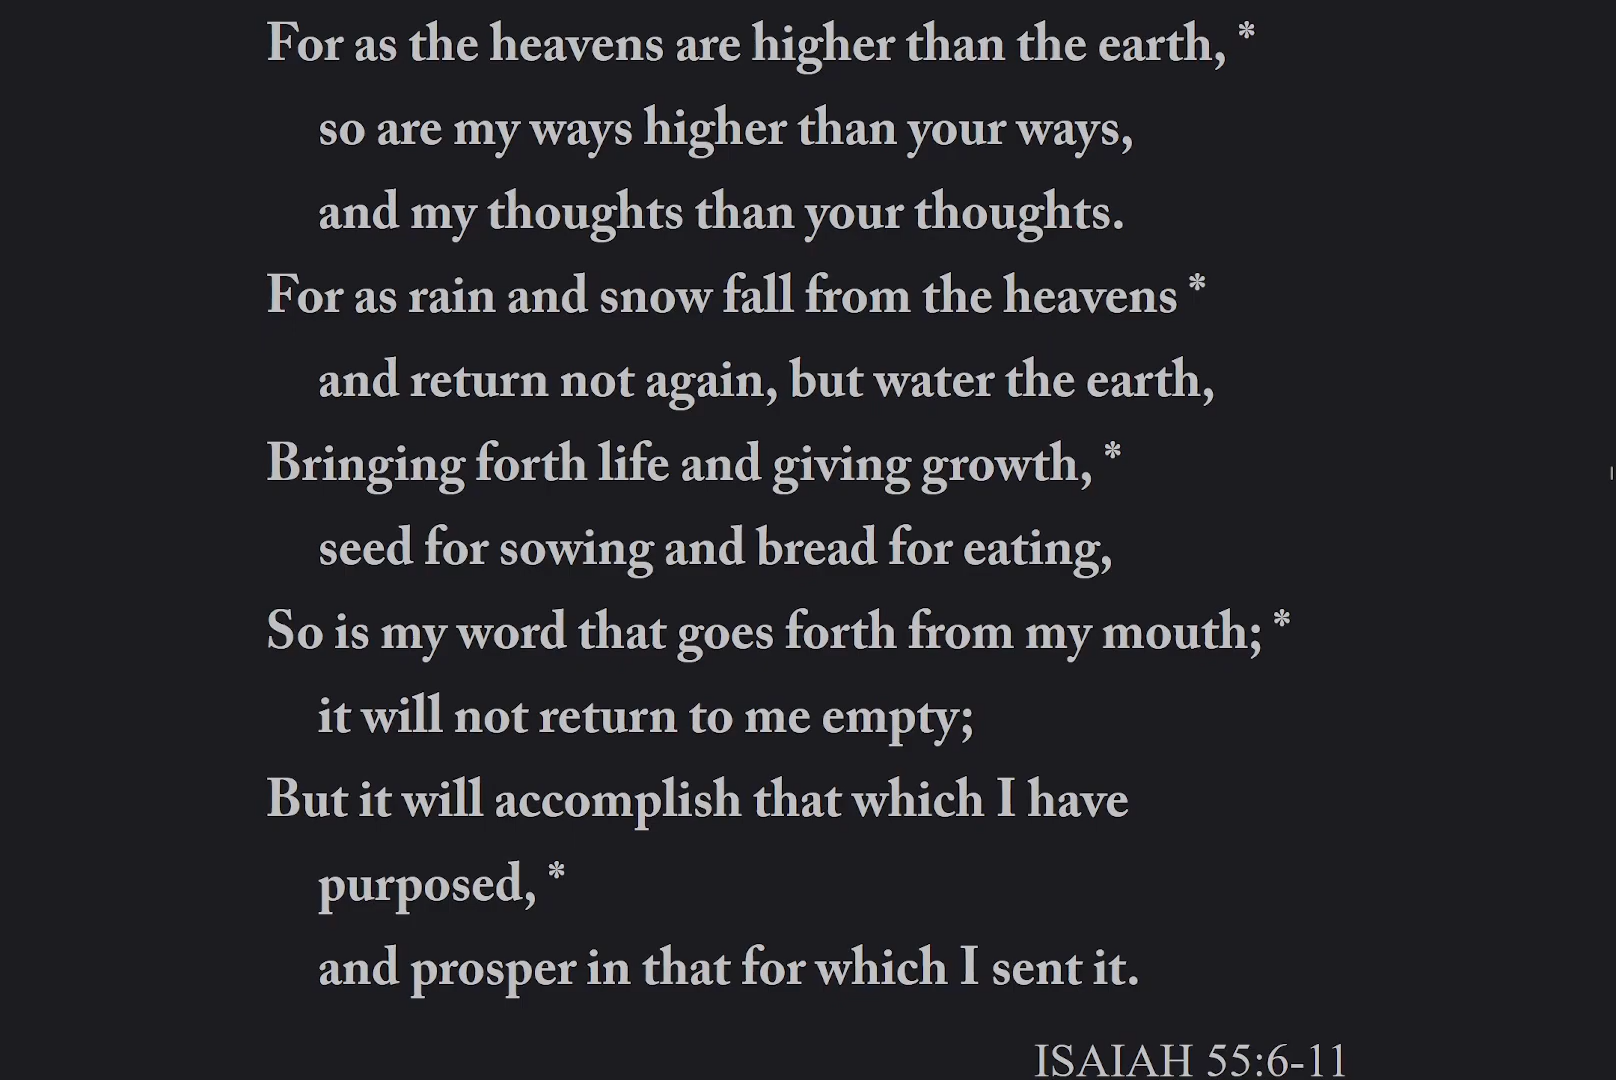 For as the heavens are higher than the earth, *
so are my ways higher than your ways,
and my thoughts than your thoughts.
For as rain and snow fall from the heavens *
and return not again, but water the earth,
Bringing forth life and giving growth, *
seed for sowing and bread for eating,
So is my word that goes forth from my mouth; *
it will not return to me empty;
But it will accomplish that which I have
purposed, *
and prosper in that for which I sent it.
ISAIAH 55:6-11